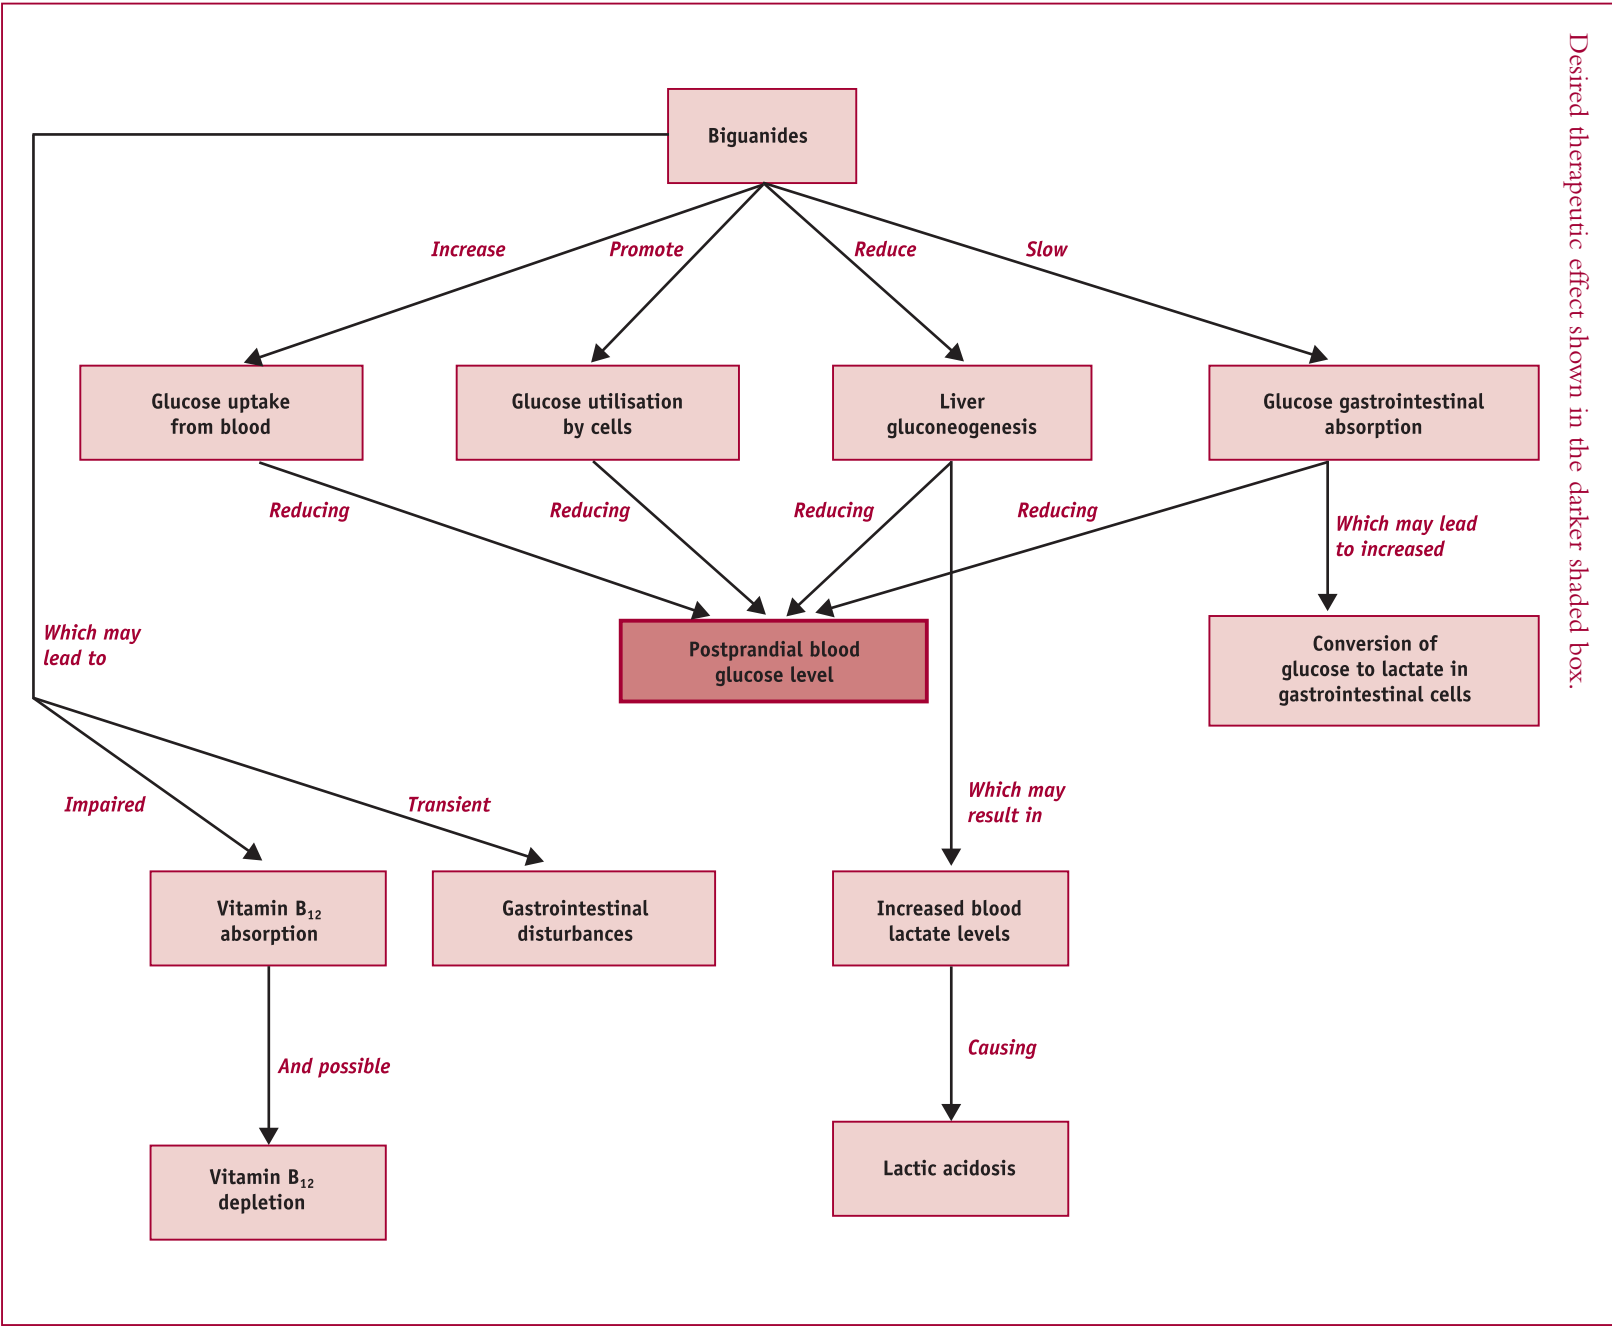 Desired therapeutic effect shown in the darker shaded box.
Biguanides
Increase
Promote
Reduce
Slow
Glucose uptake
from blood
Glucose utilisation
by cells
Liver
gluconeogenesis
Glucose gastrointestinal
absorption
Reducing
Reducing
Reducing
Reducing
Which may lead
to increased
Which may
lead to
Postprandial blood
glucose level
Conversion of
glucose to lactate in
gastrointestinal cells
Impaired
Transient
Which may
result in
Vitamin B₁₂
absorption
Gastrointestinal
disturbances
Increased blood
lactate levels
And possible
Causing
Vitamin B₁₂
depletion
Lactic acidosis